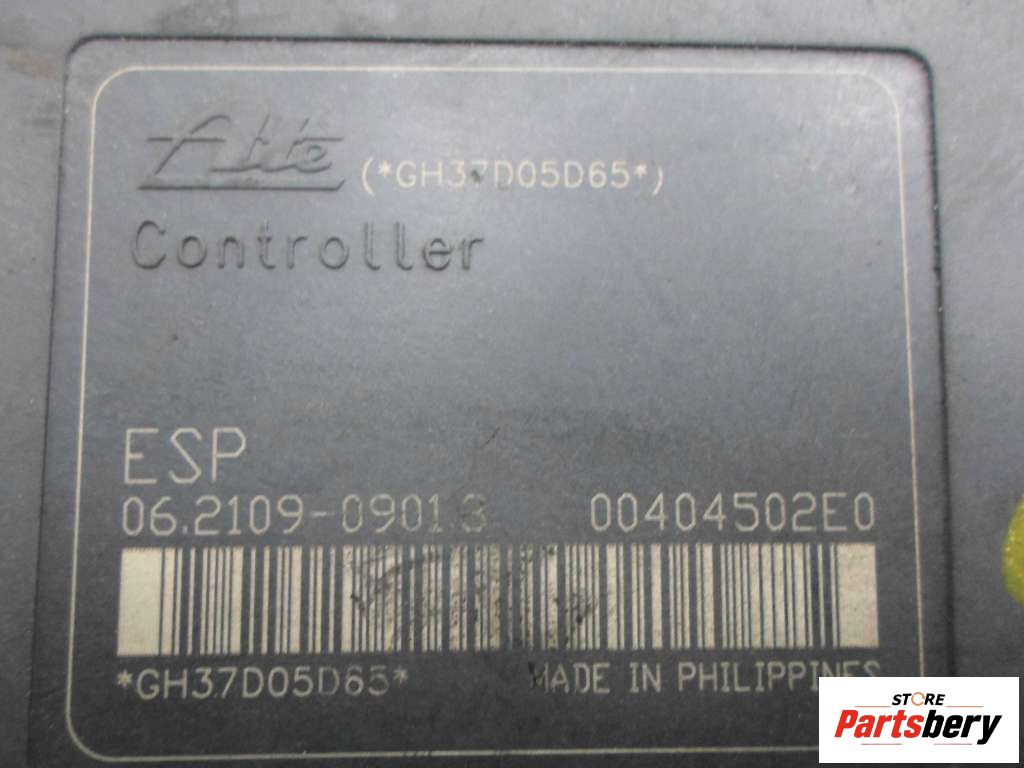 Ate (*GH37D05D65*)
Controller
ESP
06.2109-0901.3 00404502E0
*GH37D05D65* MADE IN PHILIPPINES
STORE
Partsbery